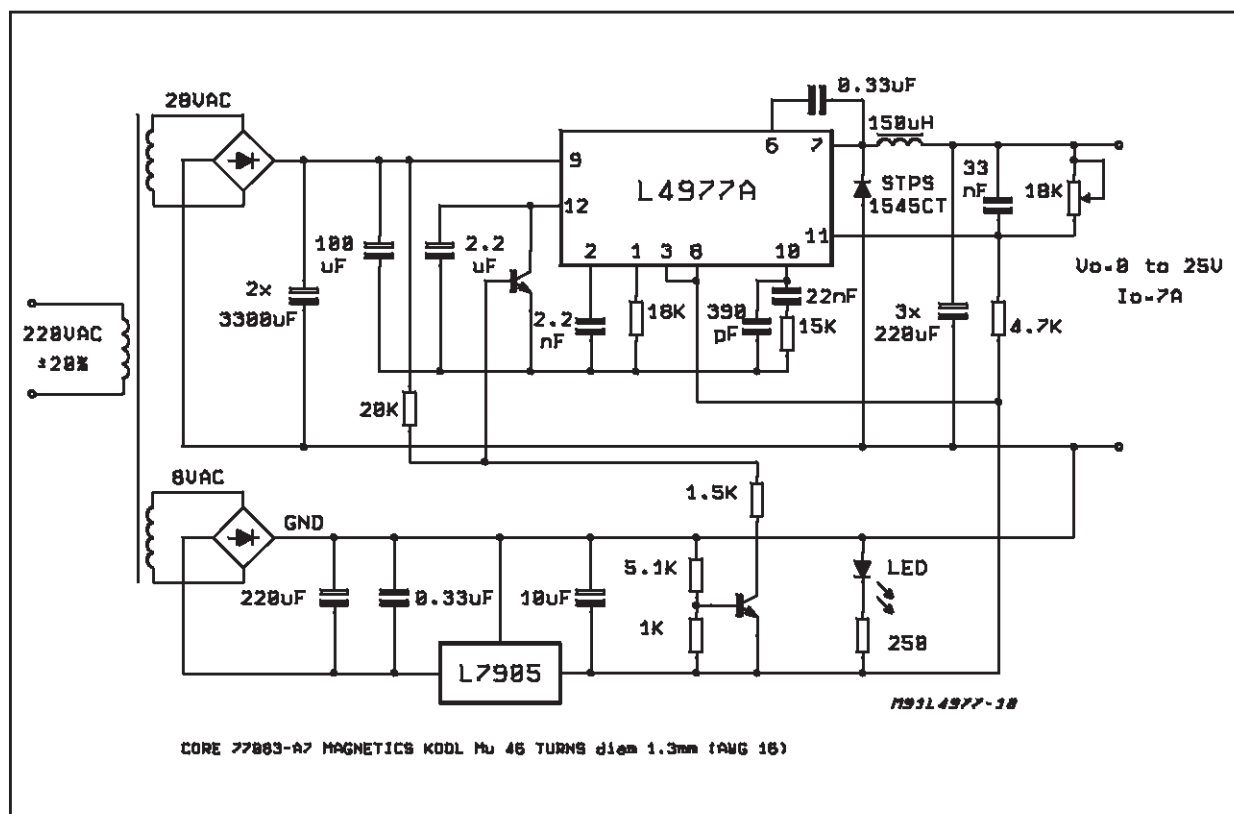 28VAC
0.33uF
150uH
6
7
9
L4977A
STPS
1545CT
33
nF
18K
12
11
2
1
3
8
10
100
uF
2.2
uF
2x
3300uF
2.2
nF
18K
390
pF
22nF
15K
3x
220uF
4.7K
Vo=0 to 25V
Io=7A
220VAC
±20%
20K
8VAC
GND
1.5K
5.1K
LED
220uF
0.33uF
10uF
1K
250
L7905
M93L4977-10
CORE 77083-A7 MAGNETICS KOOL Mu 46 TURNS diam 1.3mm (AWG 16)